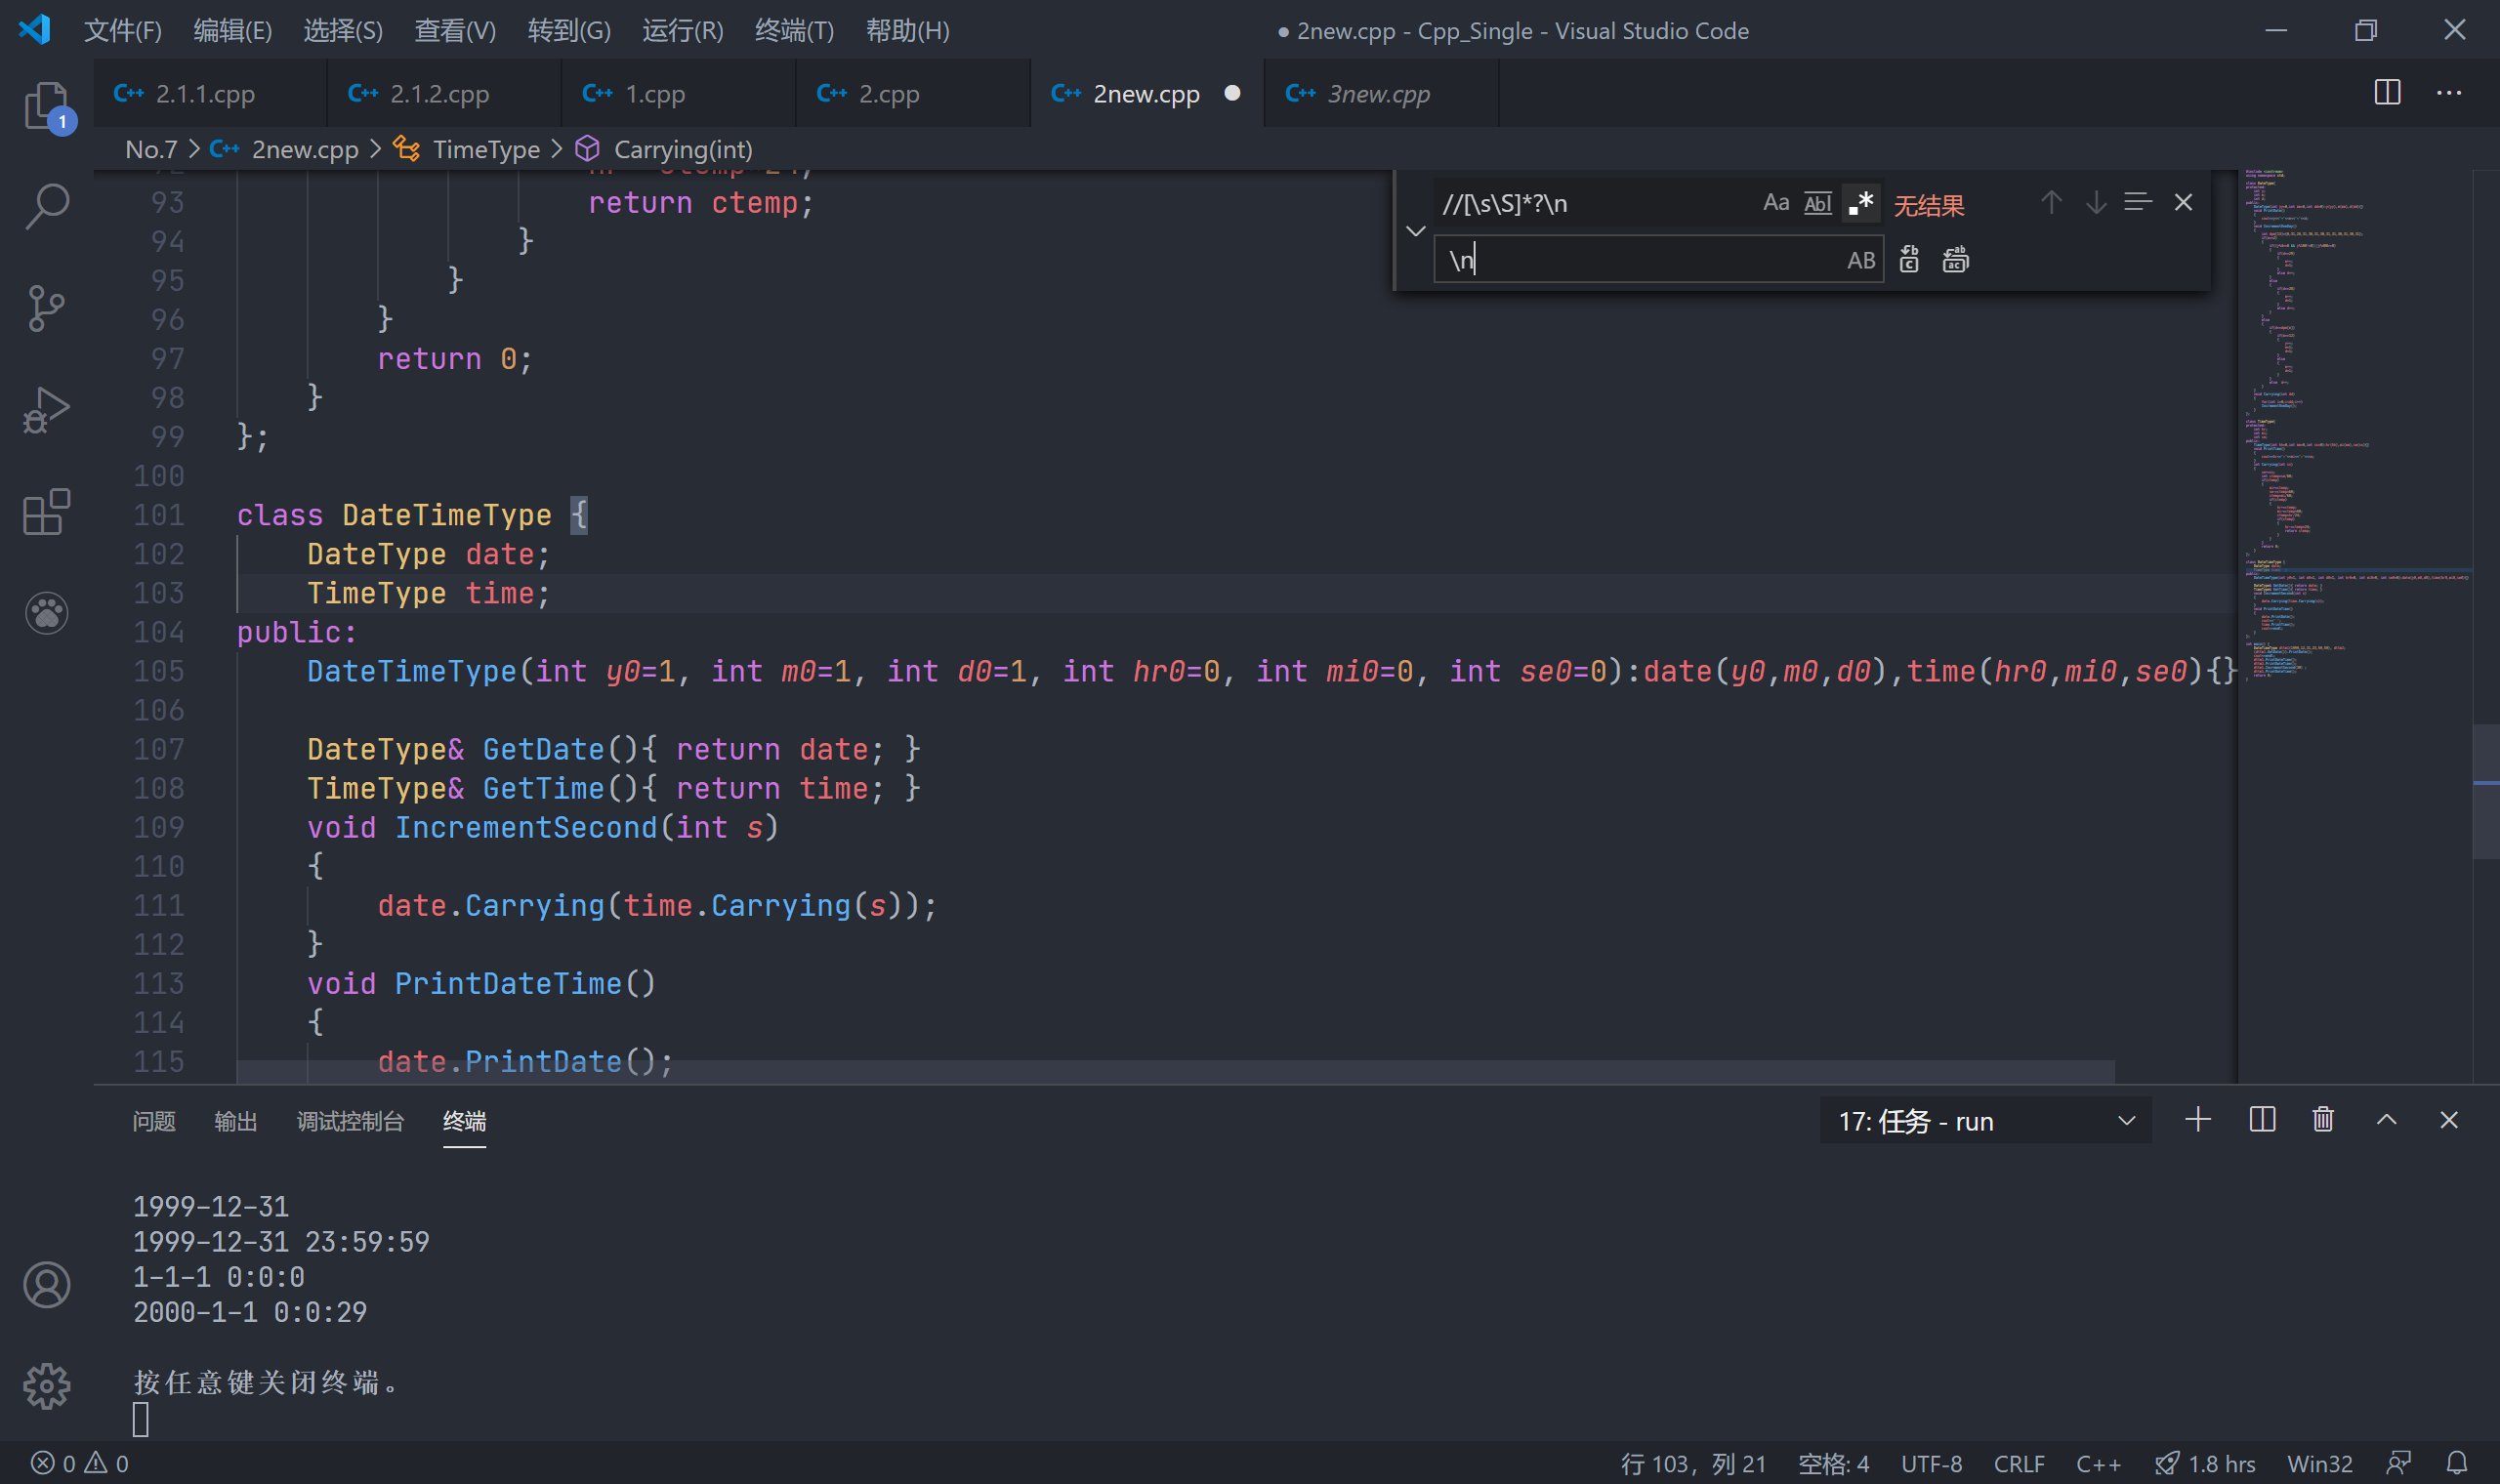 文件(F) 编辑(E) 选择(S) 查看(V) 转到(G) 运行(R) 终端(T) 帮助(H)
● 2new.cpp - Cpp_Single - Visual Studio Code
2.1.1.cpp 2.1.2.cpp 1.cpp 2.cpp 2new.cpp 3new.cpp
1
No.7 > 2new.cpp > TimeType > Carrying(int)
//[\s\S]*?\n Aa Abl .* 无结果
\n AB
93 return ctemp;
94 }
95 }
96 }
97 return 0;
98 }
99 };
100
101 class DateTimeType {
102 DateType date;
103 TimeType time;
104 public:
105 DateTimeType(int y0=1, int m0=1, int d0=1, int hr0=0, int mi0=0, int se0=0):date(y0,m0,d0),time(hr0,mi0,se0){}
106
107 DateType& GetDate(){ return date; }
108 TimeType& GetTime(){ return time; }
109 void IncrementSecond(int s)
110 {
111 date.Carrying(time.Carrying(s));
112 }
113 void PrintDateTime()
114 {
115 date.PrintDate();
问题 输出 调试控制台 终端
17: 任务 - run
1999-12-31
1999-12-31 23:59:59
1-1-1 0:0:0
2000-1-1 0:0:29
按任意键关闭终端。
0 0
行 103，列 21 空格: 4 UTF-8 CRLF C++ 1.8 hrs Win32